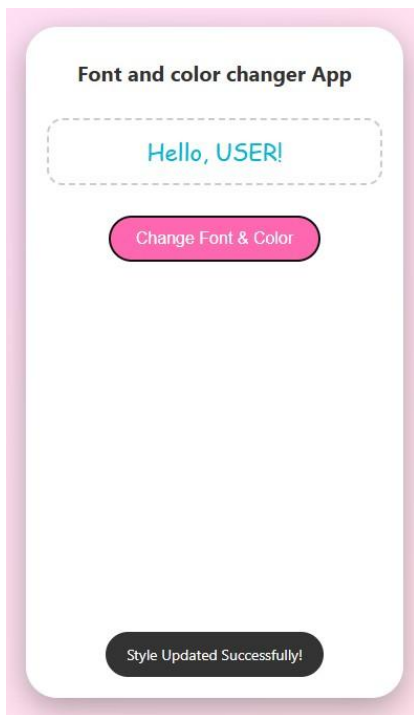 Font and color changer App
Hello, USER!
Change Font & Color
Style Updated Successfully!